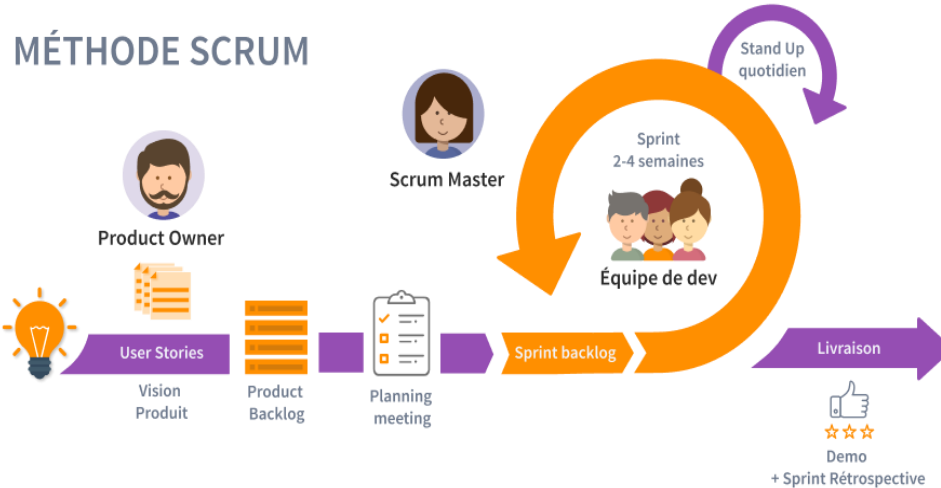 MÉTHODE SCRUM
Stand Up
quotidien
Sprint
2-4 semaines
Scrum Master
Product Owner
Équipe de dev
User Stories
Sprint backlog
Livraison
Vision
Produit
Product
Backlog
Planning
meeting
Demo
+ Sprint Rétrospective